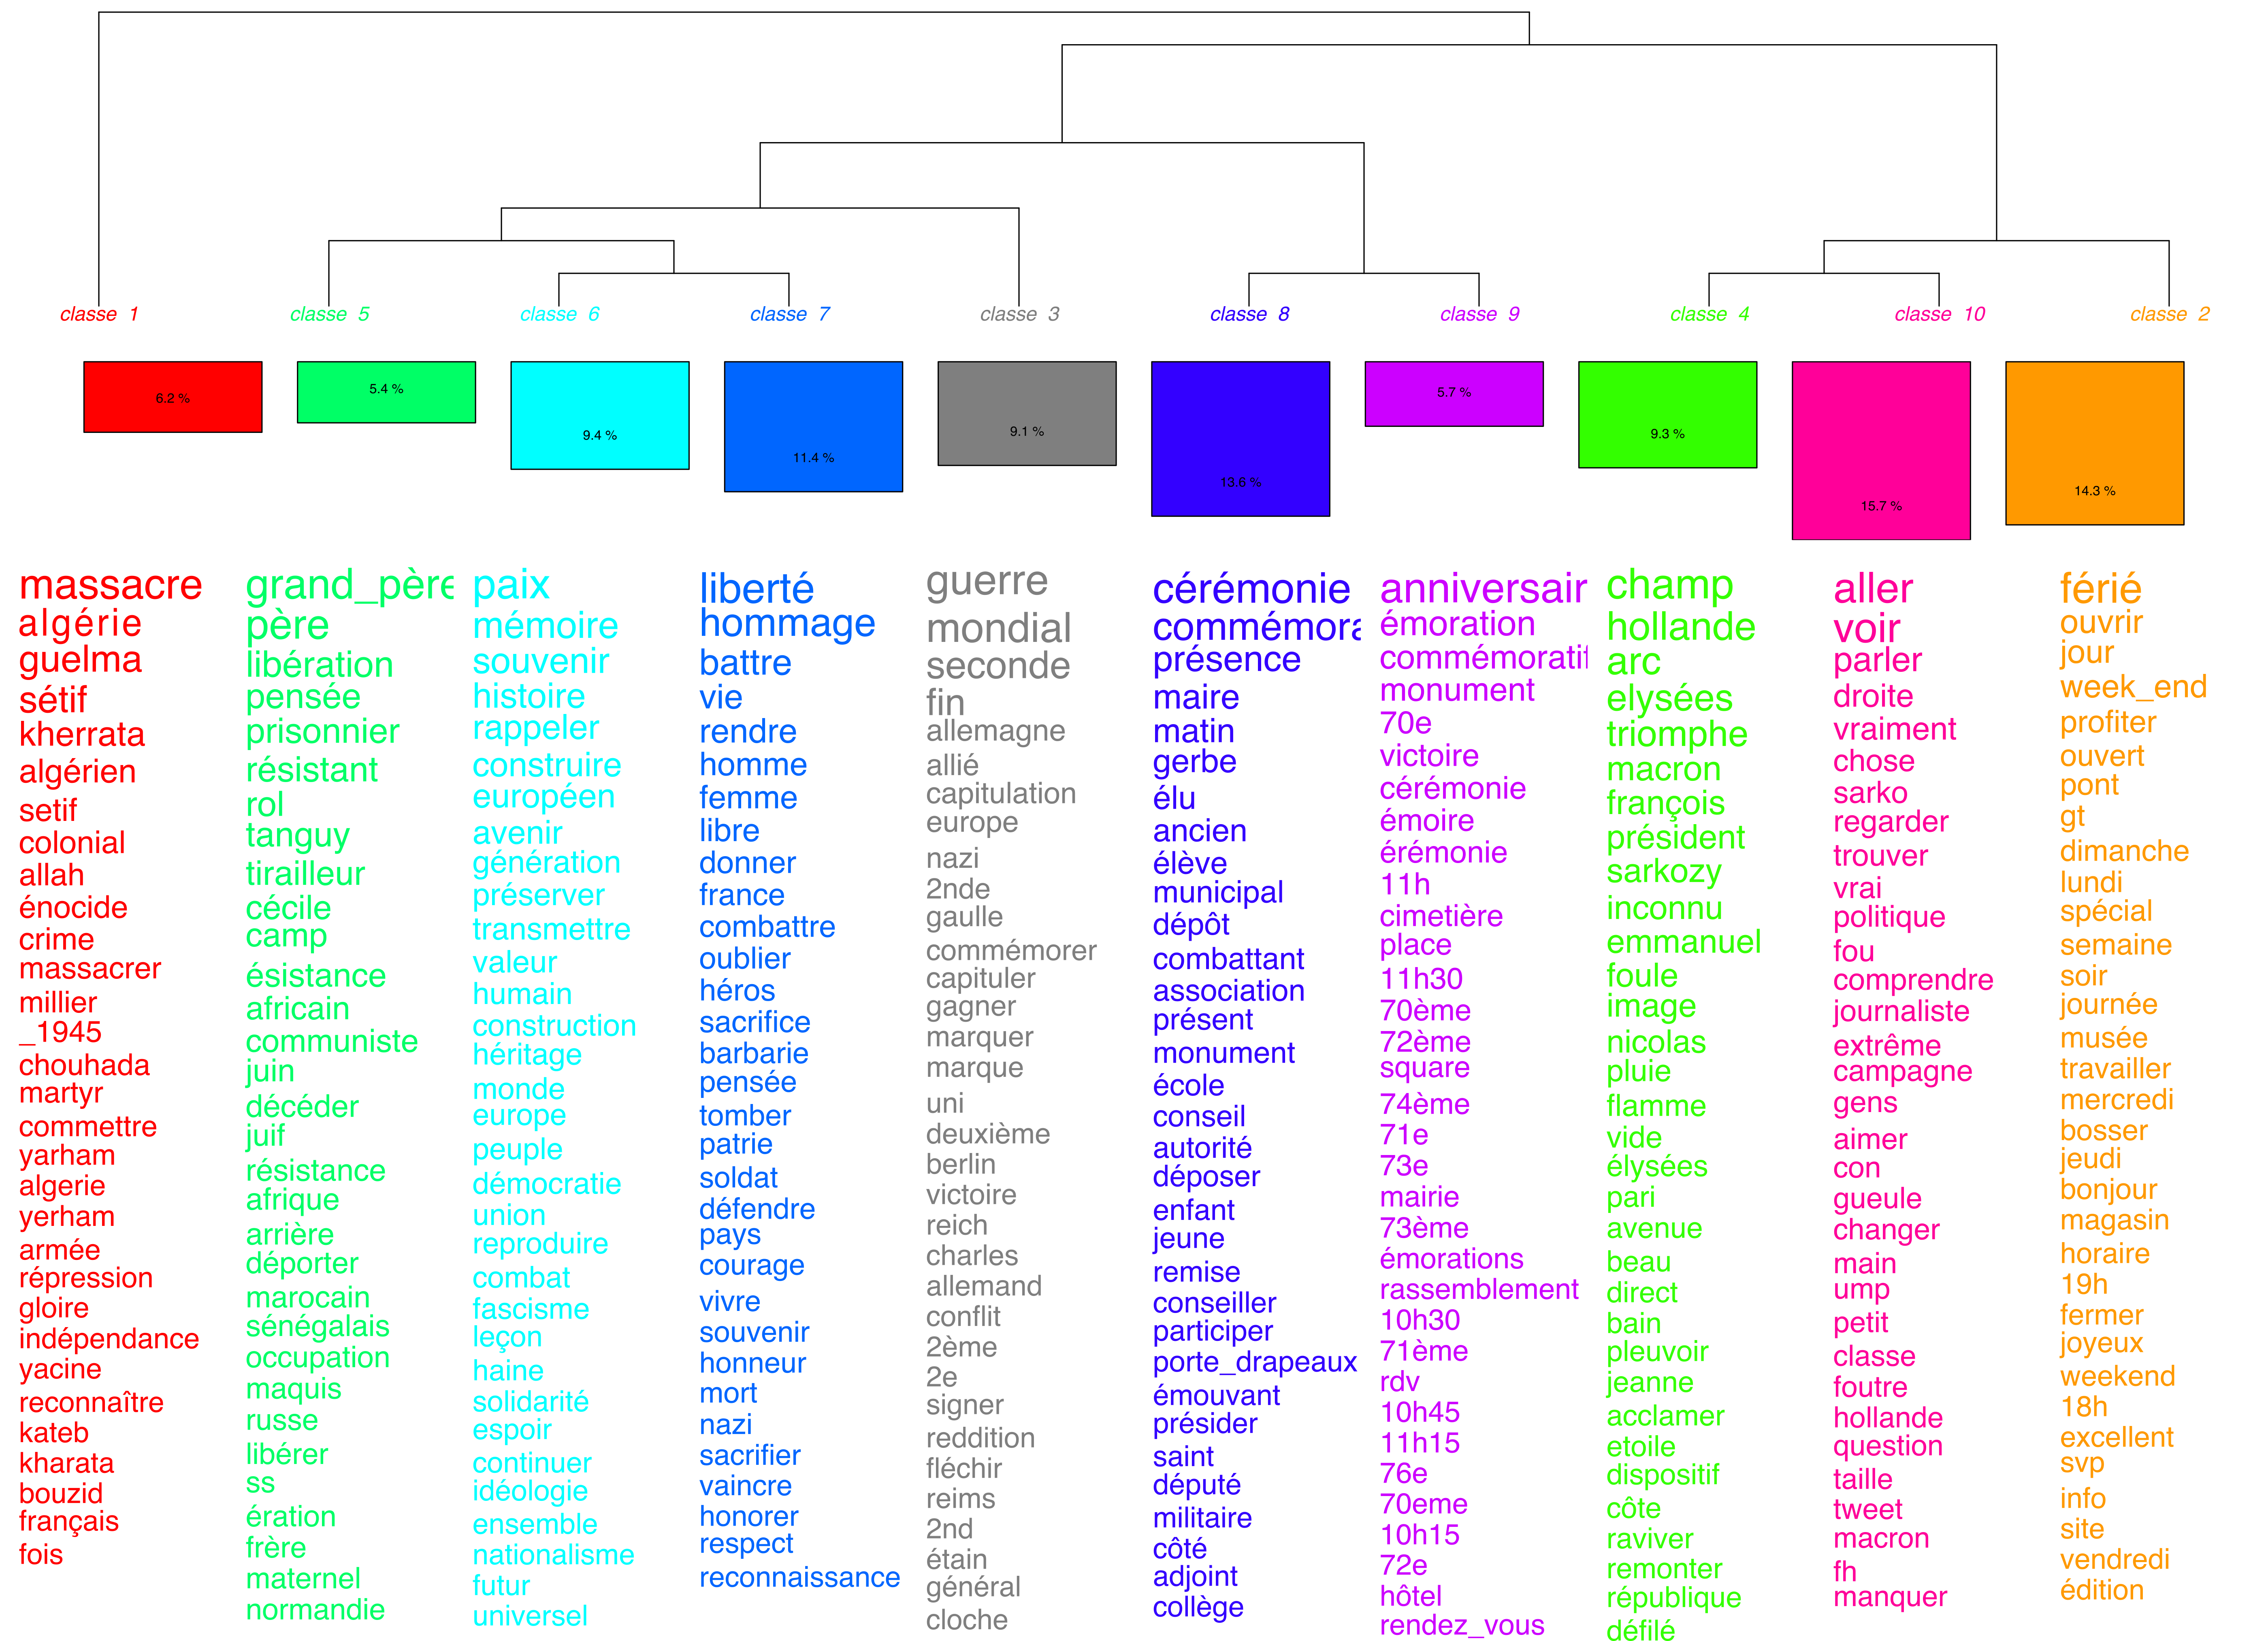 classe 1
classe 5
classe 6
classe 7
classe 3
classe 8
classe 9
classe 4
classe 10
classe 2
6.2 %
5.4 %
9.4 %
11.4 %
9.1 %
13.6 %
5.7 %
9.3 %
15.7 %
14.3 %
massacre
algérie
guelma
sétif
kherrata
algérien
setif
colonial
allah
énocide
crime
massacrer
millier
_1945
chouhada
martyr
commettre
yarham
algerie
yerham
armée
répression
gloire
indépendance
yacine
reconnaître
kateb
kharata
bouzid
français
fois
grand_père
père
libération
pensée
prisonnier
résistant
rol
tanguy
tirailleur
cécile
camp
ésistance
africain
communiste
juin
décéder
juif
résistance
afrique
arrière
déporter
marocain
sénégalais
occupation
maquis
russe
libérer
ss
ération
frère
maternel
normandie
paix
mémoire
souvenir
histoire
rappeler
construire
européen
avenir
génération
préserver
transmettre
valeur
humain
construction
héritage
monde
europe
peuple
démocratie
union
reproduire
combat
fascisme
leçon
haine
solidarité
espoir
continuer
idéologie
ensemble
nationalisme
futur
universel
liberté
hommage
battre
vie
rendre
homme
femme
libre
donner
france
combattre
oublier
héros
sacrifice
barbarie
pensée
tomber
patrie
soldat
défendre
pays
courage
vivre
souvenir
honneur
mort
nazi
sacrifier
vaincre
honorer
respect
reconnaissance
guerre
mondial
seconde
fin
allemagne
allié
capitulation
europe
nazi
2nde
gaulle
commémorer
capituler
gagner
marquer
marque
uni
deuxième
berlin
victoire
reich
charles
allemand
conflit
2ème
2e
signer
reddition
fléchir
reims
2nd
étain
général
cloche
cérémonie
commémora
présence
maire
matin
gerbe
élu
ancien
élève
municipal
dépôt
combattant
association
présent
monument
école
conseil
autorité
déposer
enfant
jeune
remise
conseiller
participer
porte_drapeaux
émouvant
présider
saint
député
militaire
côté
adjoint
collège
anniversair
émoration
commémoratif
monument
70e
victoire
cérémonie
émoire
érémonie
11h
cimetière
place
11h30
70ème
72ème
square
74ème
71e
73e
mairie
73ème
émorations
rassemblement
10h30
71ème
rdv
10h45
11h15
76e
70eme
10h15
72e
hôtel
rendez_vous
champ
hollande
arc
elysées
triomphe
macron
françois
président
sarkozy
inconnu
emmanuel
foule
image
nicolas
pluie
flamme
vide
élysées
pari
avenue
beau
direct
bain
pleuvoir
jeanne
acclamer
etoile
dispositif
côte
raviver
remonter
république
défilé
aller
voir
parler
droite
vraiment
chose
sarko
regarder
trouver
vrai
politique
fou
comprendre
journaliste
extrême
campagne
gens
aimer
con
gueule
changer
main
ump
petit
classe
foutre
hollande
question
taille
tweet
macron
fh
manquer
férié
ouvrir
jour
week_end
profiter
ouvert
pont
gt
dimanche
lundi
spécial
semaine
soir
journée
musée
travailler
mercredi
bosser
jeudi
bonjour
magasin
horaire
19h
fermer
joyeux
weekend
18h
excellent
svp
info
site
vendredi
édition